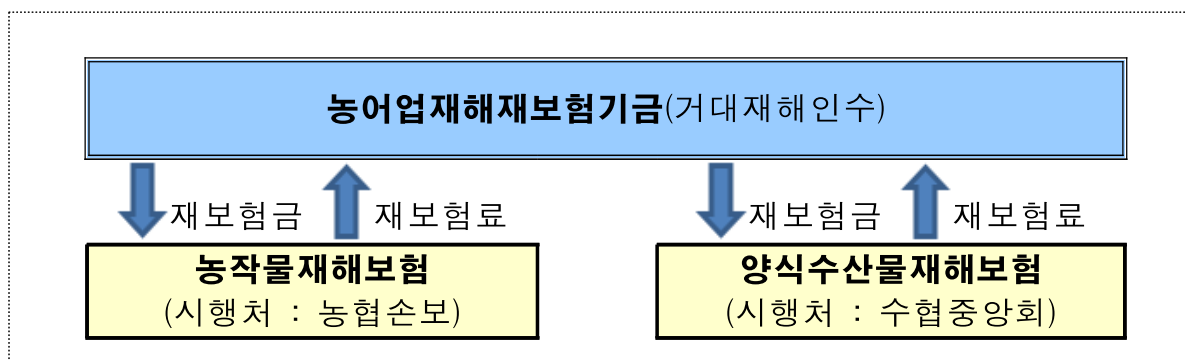 농어업재해재보험기금(거대재해인수)
재보험금 재보험료 재보험금 재보험료
농작물재해보험
(시행처 : 농협손보)
양식수산물재해보험
(시행처 : 수협중앙회)